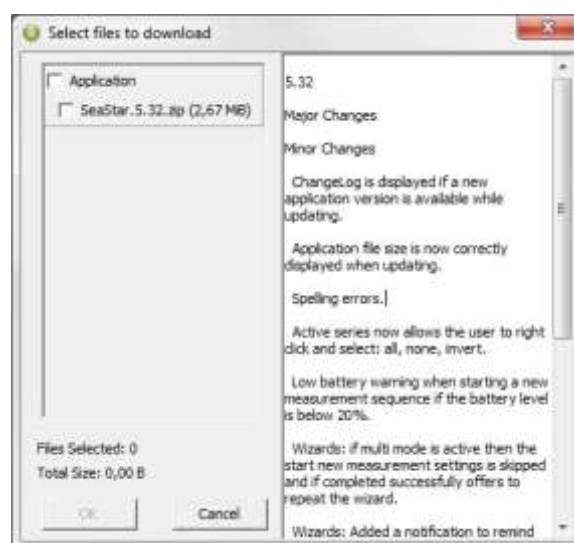 Select files to download
Application
SeaStar.5.32.zip (2,67 MiB)
Files Selected: 0
Total Size: 0,00 B
OK
Cancel
5.32
Major Changes
Minor Changes
ChangeLog is displayed if a new
application version is available while
updating.
Application file size is now correctly
displayed when updating.
Spelling errors.
Active series now allows the user to right
click and select: all, none, invert.
Low battery warning when starting a new
measurement sequence if the battery level
is below 20%.
Wizards: if multi mode is active then the
start new measurement settings is skipped
and if completed successfully offers to
repeat the wizard.
Wizards: Added a notification to remind